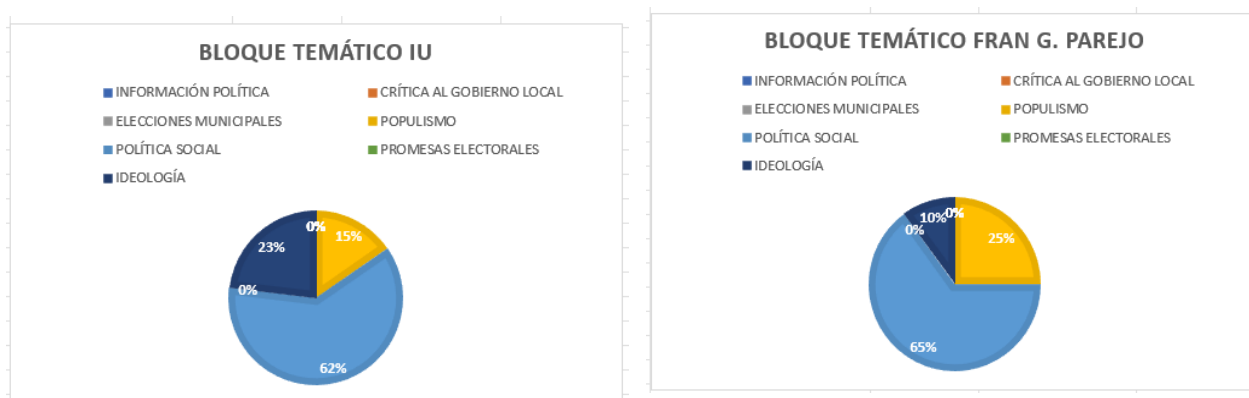 BLOQUE TEMÁTICO IU
INFORMACIÓN POLÍTICA
CRÍTICA AL GOBIERNO LOCAL
ELECCIONES MUNICIPALES
POPULISMO
POLÍTICA SOCIAL
PROMESAS ELECTORALES
IDEOLOGÍA
0%
15%
23%
0%
62%
BLOQUE TEMÁTICO FRAN G. PAREJO
INFORMACIÓN POLÍTICA
CRÍTICA AL GOBIERNO LOCAL
ELECCIONES MUNICIPALES
POPULISMO
POLÍTICA SOCIAL
PROMESAS ELECTORALES
IDEOLOGÍA
0%
10%
0%
25%
65%